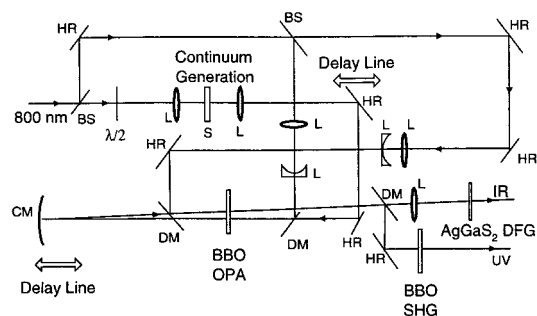 HR
BS
HR
Continuum
Generation
Delay Line
HR
800 nm
BS
λ/2
L
S
L
L
HR
L
L
HR
L
DM
L
IR
CM
DM
BBO
OPA
DM
HR
AgGaS2 DFG
HR
UV
Delay Line
BBO
SHG